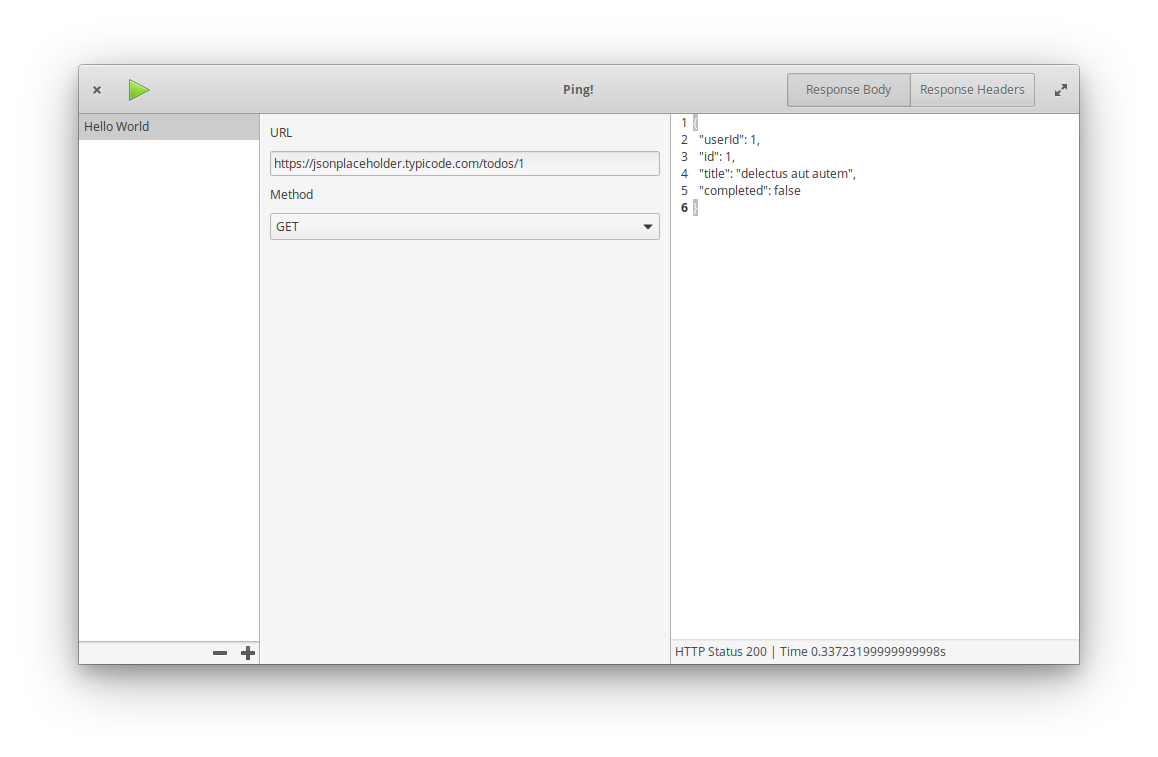 Ping!
Response Body
Response Headers
Hello World
URL
https://jsonplaceholder.typicode.com/todos/1
Method
GET
1 {
2 "userId": 1,
3 "id": 1,
4 "title": "delectus aut autem",
5 "completed": false
6 }
HTTP Status 200 | Time 0.33723199999999998s